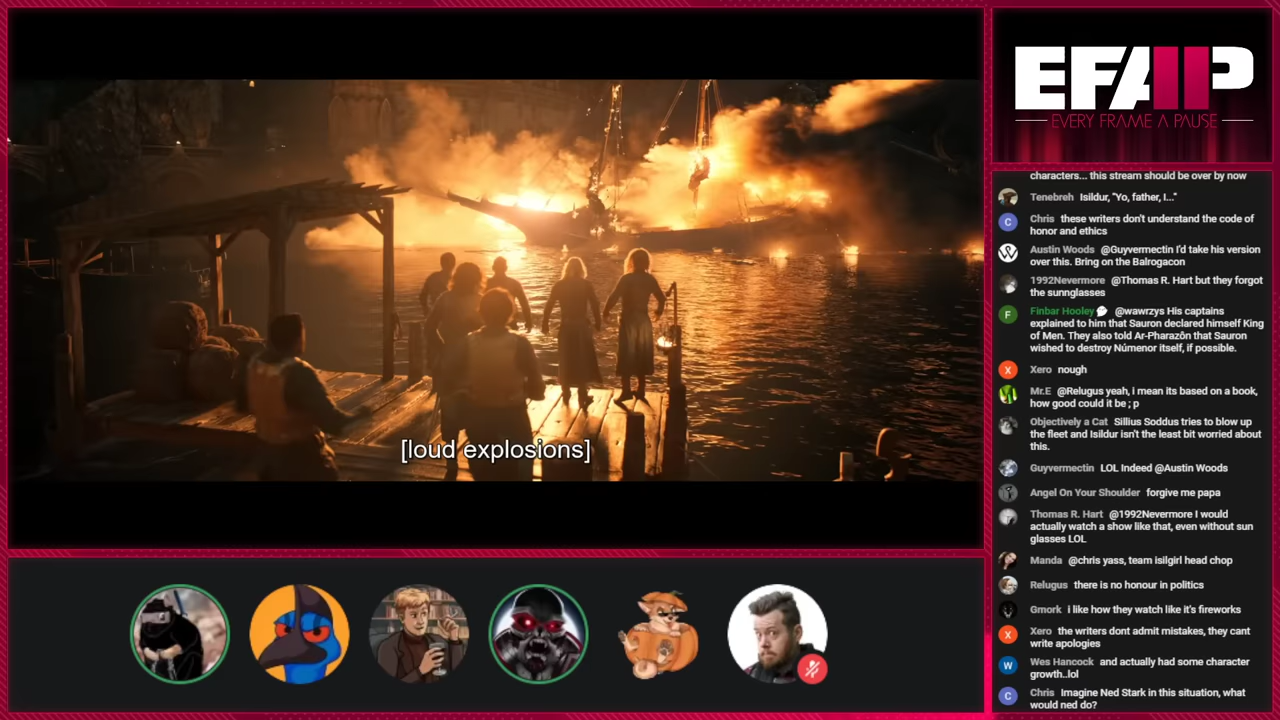 [loud explosions]
EFAP
EVERY FRAME A PAUSE
characters... this stream should be over by now
Tenebreh Isildur, "Yo, father, I..."
C
Chris these writers don't understand the code of
honor and ethics
W
Austin Woods @Guyvermectin I'd take his version
over this. Bring on the Balrogacon
1992Nevermore @Thomas R. Hart but they forgot
the sunnglasses
F
Finbar Hooley @wawrzys His captains
explained to him that Sauron declared himself King
of Men. They also told Ar-Pharazôn that Sauron
wished to destroy Númenor itself, if possible.
X
Xero nough
Mr.E @Relugus yeah, i mean its based on a book,
how good could it be ; p
Objectively a Cat Sillius Soddus tries to blow up
the fleet and Isildur isn't the least bit worried about
this.
Guyvermectin LOL Indeed @Austin Woods
Angel On Your Shoulder forgive me papa
Thomas R. Hart @1992Nevermore I would
actually watch a show like that, even without sun
glasses LOL
Manda @chris yass, team isilgirl head chop
Relugus there is no honour in politics
Gmork i like how they watch like it's fireworks
X
Xero the writers dont admit mistakes, they cant
write apologies
W
Wes Hancock and actually had some character
growth..lol
C
Chris Imagine Ned Stark in this situation, what
would ned do?